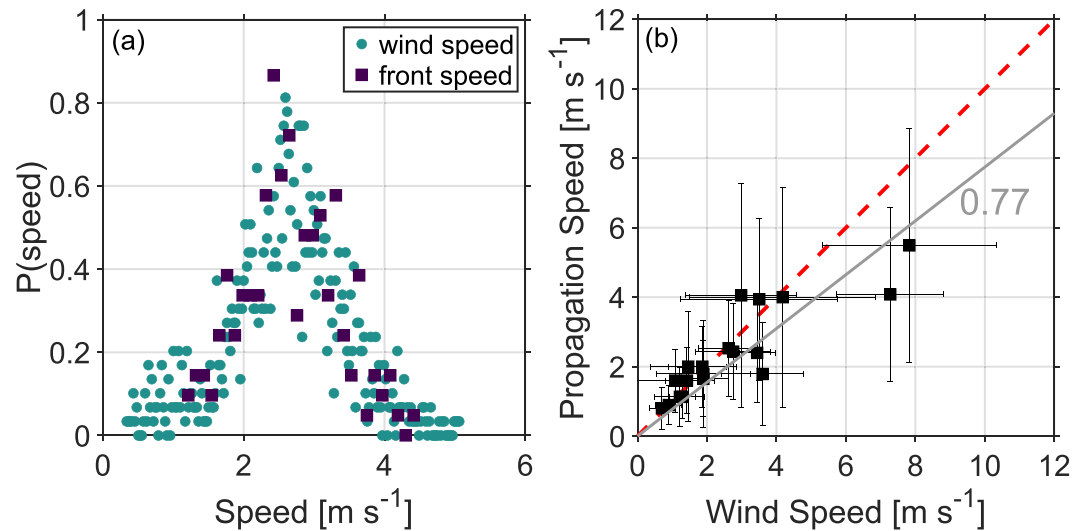 (a)
wind speed
front speed
P(speed)
1
0.8
0.6
0.4
0.2
0
0 2 4 6
Speed [m s⁻¹]
(b)
Propagation Speed [m s⁻¹]
12
10
8
6
4
2
0
0.77
0 2 4 6 8 10 12
Wind Speed [m s⁻¹]